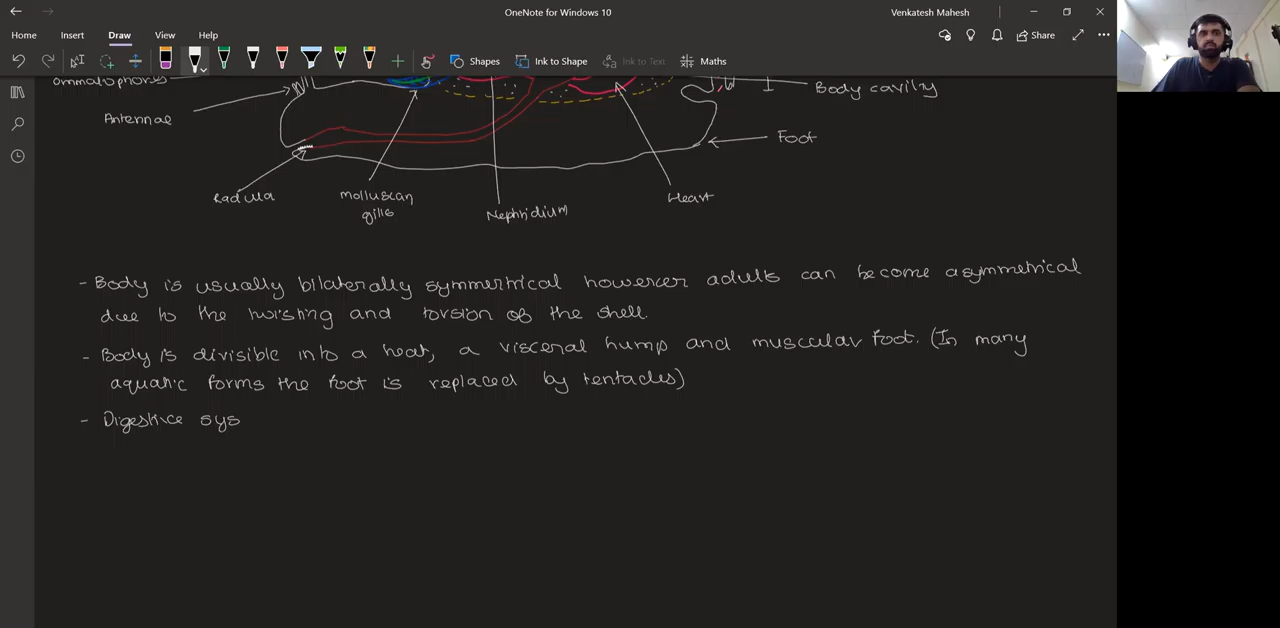 OneNote for Windows 10
Venkatesh Mahesh
Home Insert Draw View Help
Share
Shapes Ink to Shape Ink to Text Maths
ommatophores
Body cavity
Antennae
Foot
Radula
Molluscan
gills
Nephridium
Heart
- Body is usually bilaterally symmetrical however adults can become asymmetrical
due to the twisting and torsion of the shell.
- Body is divisible into a heat, a visceral hump and muscular foot. (In many
aquatic forms the foot is replaced by tentacles)
- Digestive sys